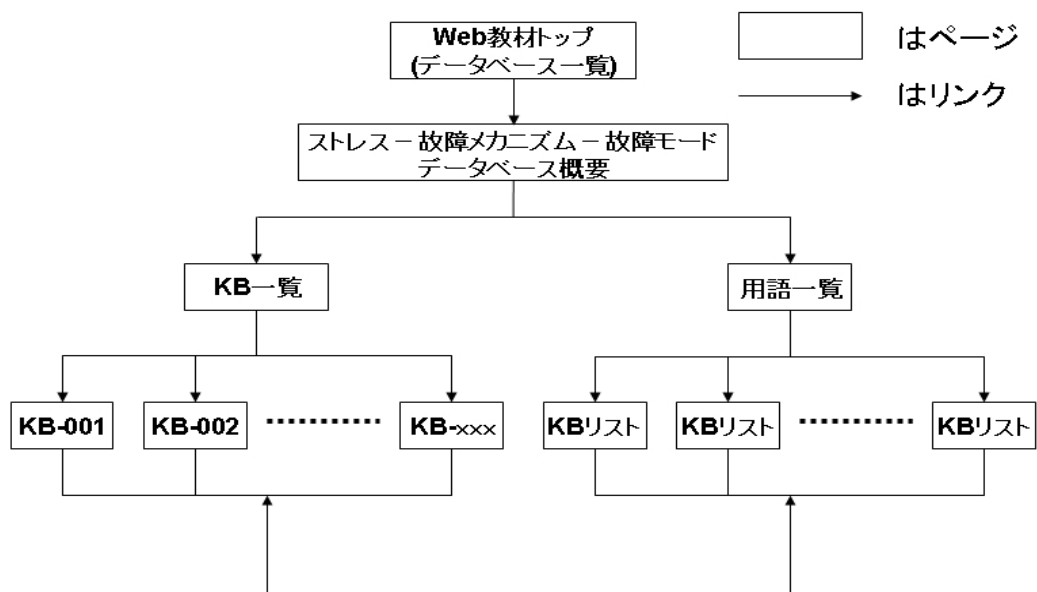 Web教材トップ
(データベース一覧)
はページ
はリンク
ストレス－故障メカニズム－故障モード
データベース概要
KB一覧
用語一覧
KB-001
KB-002
KB-xxx
KBリスト
KBリスト
KBリスト